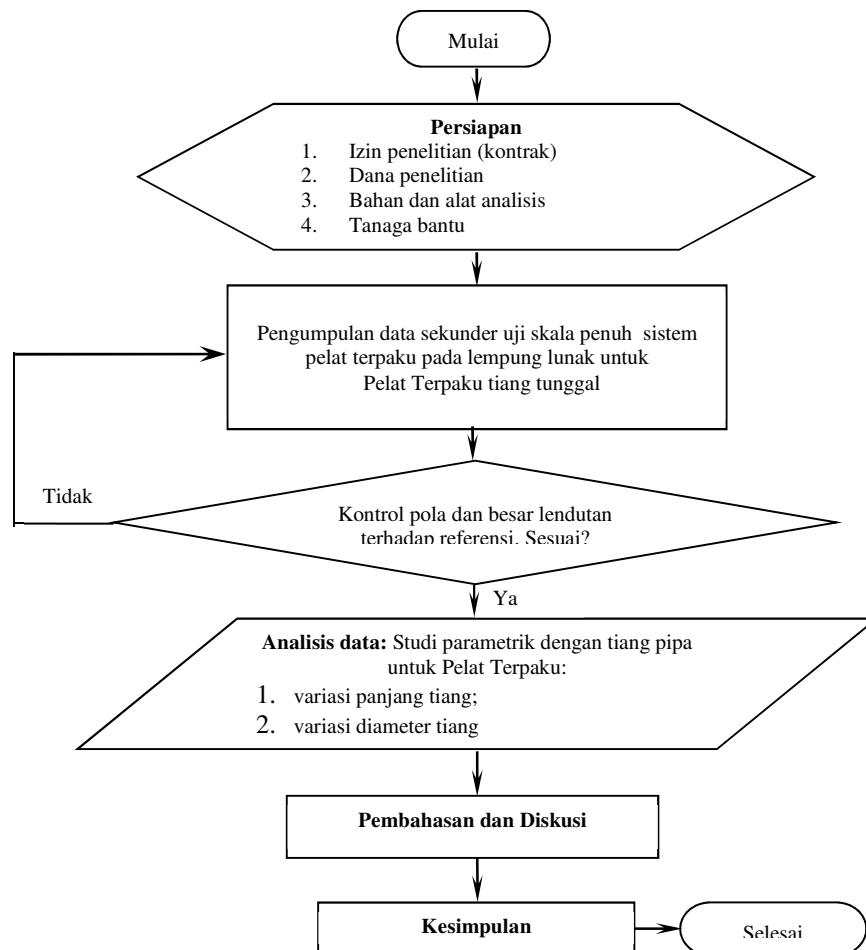 Mulai
Persiapan
1. Izin penelitian (kontrak)
2. Dana penelitian
3. Bahan dan alat analisis
4. Tanaga bantu
Pengumpulan data sekunder uji skala penuh sistem
pelat terpaku pada lempung lunak untuk
Pelat Terpaku tiang tunggal
Tidak
Kontrol pola dan besar lendutan
terhadap referensi. Sesuai?
Ya
Analisis data: Studi parametrik dengan tiang pipa
untuk Pelat Terpaku:
1. variasi panjang tiang;
2. variasi diameter tiang
Pembahasan dan Diskusi
Kesimpulan
Selesai